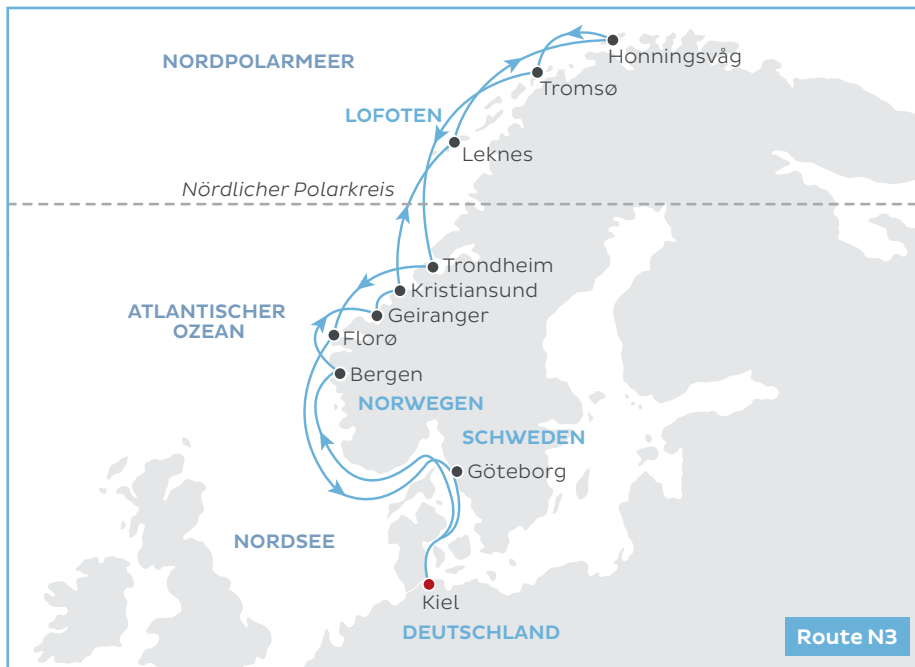 Honningsvåg
NORDPOLARMEER
Tromsø
LOFOTEN
Leknes
Nördlicher Polarkreis
Trondheim
Kristiansund
ATLANTISCHER
OZEAN
Geiranger
Florø
Bergen
NORWEGEN
SCHWEDEN
Göteborg
NORDSEE
Kiel
DEUTSCHLAND
Route N3